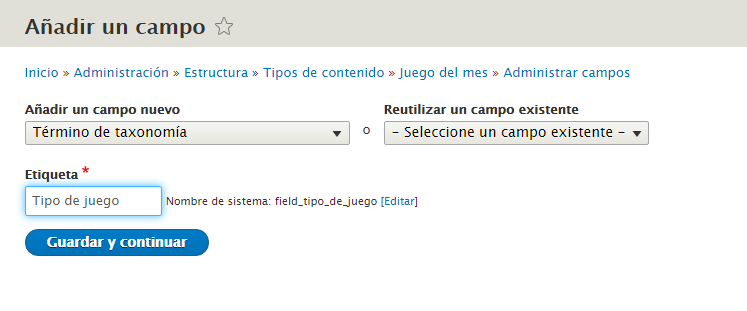 Añadir un campo
Inicio » Administración » Estructura » Tipos de contenido » Juego del mes » Administrar campos
Añadir un campo nuevo
Reutilizar un campo existente
Término de taxonomía
o
- Seleccione un campo existente -
Etiqueta *
Tipo de juego
Nombre de sistema: field_tipo_de_juego [Editar]
Guardar y continuar